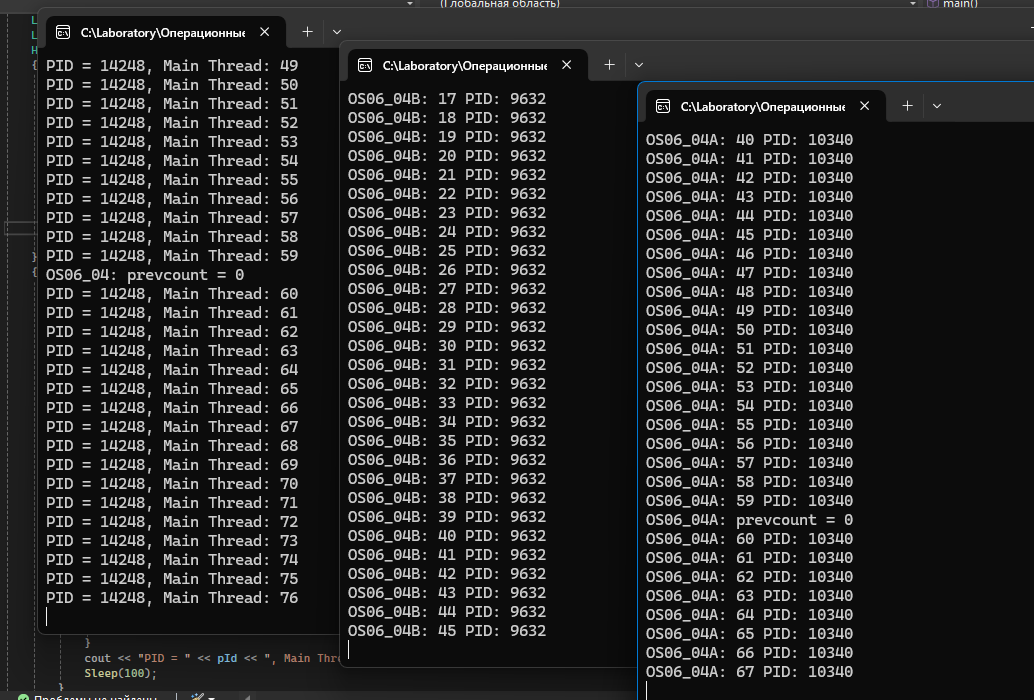 (Глобальная область)
main()
C:\Laboratory\Операционные
PID = 14248, Main Thread: 49
PID = 14248, Main Thread: 50
PID = 14248, Main Thread: 51
PID = 14248, Main Thread: 52
PID = 14248, Main Thread: 53
PID = 14248, Main Thread: 54
PID = 14248, Main Thread: 55
PID = 14248, Main Thread: 56
PID = 14248, Main Thread: 57
PID = 14248, Main Thread: 58
PID = 14248, Main Thread: 59
OS06_04: prevcount = 0
PID = 14248, Main Thread: 60
PID = 14248, Main Thread: 61
PID = 14248, Main Thread: 62
PID = 14248, Main Thread: 63
PID = 14248, Main Thread: 64
PID = 14248, Main Thread: 65
PID = 14248, Main Thread: 66
PID = 14248, Main Thread: 67
PID = 14248, Main Thread: 68
PID = 14248, Main Thread: 69
PID = 14248, Main Thread: 70
PID = 14248, Main Thread: 71
PID = 14248, Main Thread: 72
PID = 14248, Main Thread: 73
PID = 14248, Main Thread: 74
PID = 14248, Main Thread: 75
PID = 14248, Main Thread: 76
C:\Laboratory\Операционные
OS06_04B: 17 PID: 9632
OS06_04B: 18 PID: 9632
OS06_04B: 19 PID: 9632
OS06_04B: 20 PID: 9632
OS06_04B: 21 PID: 9632
OS06_04B: 22 PID: 9632
OS06_04B: 23 PID: 9632
OS06_04B: 24 PID: 9632
OS06_04B: 25 PID: 9632
OS06_04B: 26 PID: 9632
OS06_04B: 27 PID: 9632
OS06_04B: 28 PID: 9632
OS06_04B: 29 PID: 9632
OS06_04B: 30 PID: 9632
OS06_04B: 31 PID: 9632
OS06_04B: 32 PID: 9632
OS06_04B: 33 PID: 9632
OS06_04B: 34 PID: 9632
OS06_04B: 35 PID: 9632
OS06_04B: 36 PID: 9632
OS06_04B: 37 PID: 9632
OS06_04B: 38 PID: 9632
OS06_04B: 39 PID: 9632
OS06_04B: 40 PID: 9632
OS06_04B: 41 PID: 9632
OS06_04B: 42 PID: 9632
OS06_04B: 43 PID: 9632
OS06_04B: 44 PID: 9632
OS06_04B: 45 PID: 9632
C:\Laboratory\Операционные
OS06_04A: 40 PID: 10340
OS06_04A: 41 PID: 10340
OS06_04A: 42 PID: 10340
OS06_04A: 43 PID: 10340
OS06_04A: 44 PID: 10340
OS06_04A: 45 PID: 10340
OS06_04A: 46 PID: 10340
OS06_04A: 47 PID: 10340
OS06_04A: 48 PID: 10340
OS06_04A: 49 PID: 10340
OS06_04A: 50 PID: 10340
OS06_04A: 51 PID: 10340
OS06_04A: 52 PID: 10340
OS06_04A: 53 PID: 10340
OS06_04A: 54 PID: 10340
OS06_04A: 55 PID: 10340
OS06_04A: 56 PID: 10340
OS06_04A: 57 PID: 10340
OS06_04A: 58 PID: 10340
OS06_04A: 59 PID: 10340
OS06_04A: prevcount = 0
OS06_04A: 60 PID: 10340
OS06_04A: 61 PID: 10340
OS06_04A: 62 PID: 10340
OS06_04A: 63 PID: 10340
OS06_04A: 64 PID: 10340
OS06_04A: 65 PID: 10340
OS06_04A: 66 PID: 10340
OS06_04A: 67 PID: 10340
}
cout << "PID = " << pId << ", Main Thr
Sleep(100);
}
Проблемы не найдены